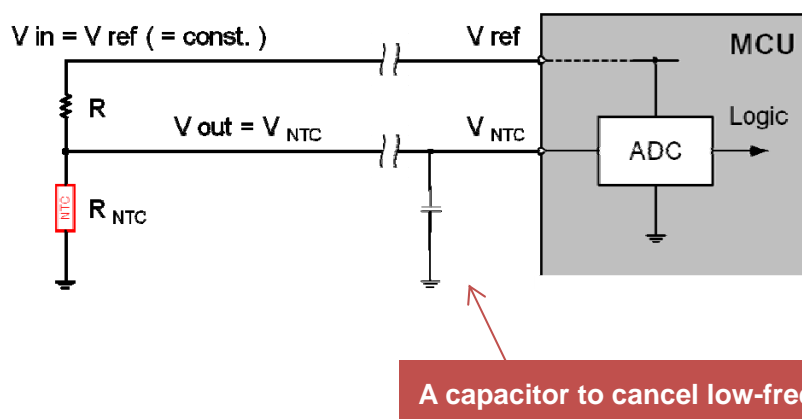 V in = V ref ( = const. )
V ref
MCU
R
V out = V NTC
V NTC
Logic
ADC
NTC
R NTC
A capacitor to cancel low-fre